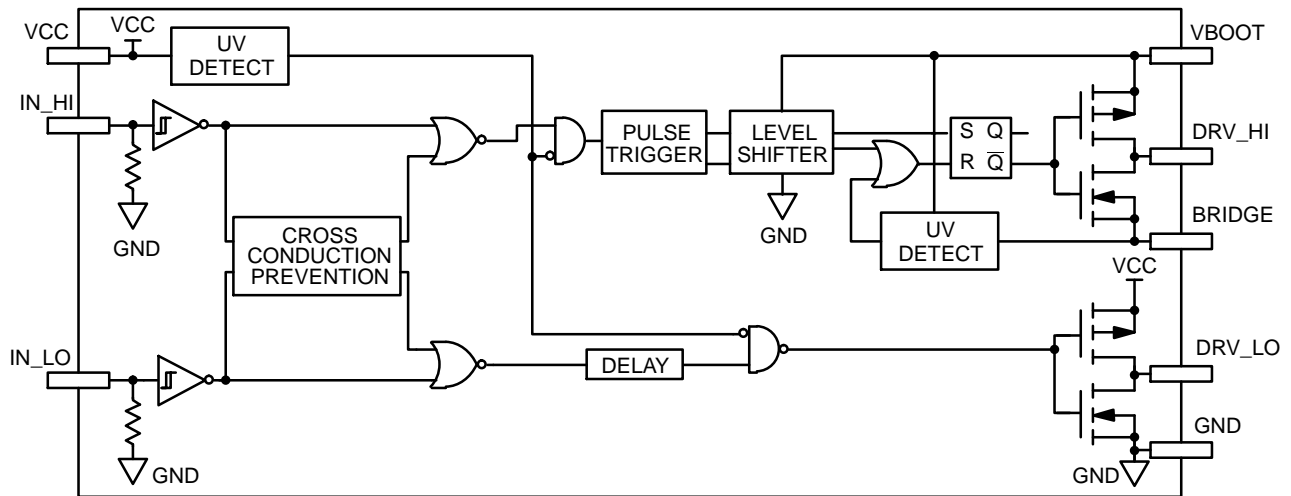 VCC
VCC
UV
DETECT
VBOOT
IN_HI
PULSE
TRIGGER
LEVEL
SHIFTER
S Q
R Q̅
DRV_HI
GND
GND
CROSS
CONDUCTION
PREVENTION
UV
DETECT
BRIDGE
VCC
IN_LO
DELAY
DRV_LO
GND
GND
GND